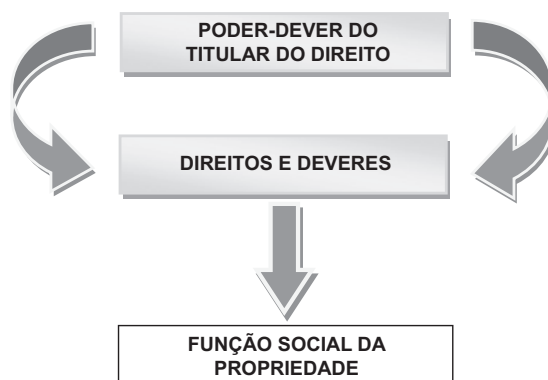 PODER-DEVER DO
TITULAR DO DIREITO
DIREITOS E DEVERES
FUNÇÃO SOCIAL DA
PROPRIEDADE